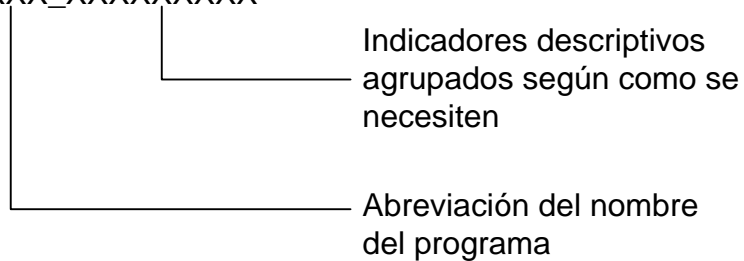 Indicadores descriptivos
agrupados según como se
necesiten
Abreviación del nombre
del programa